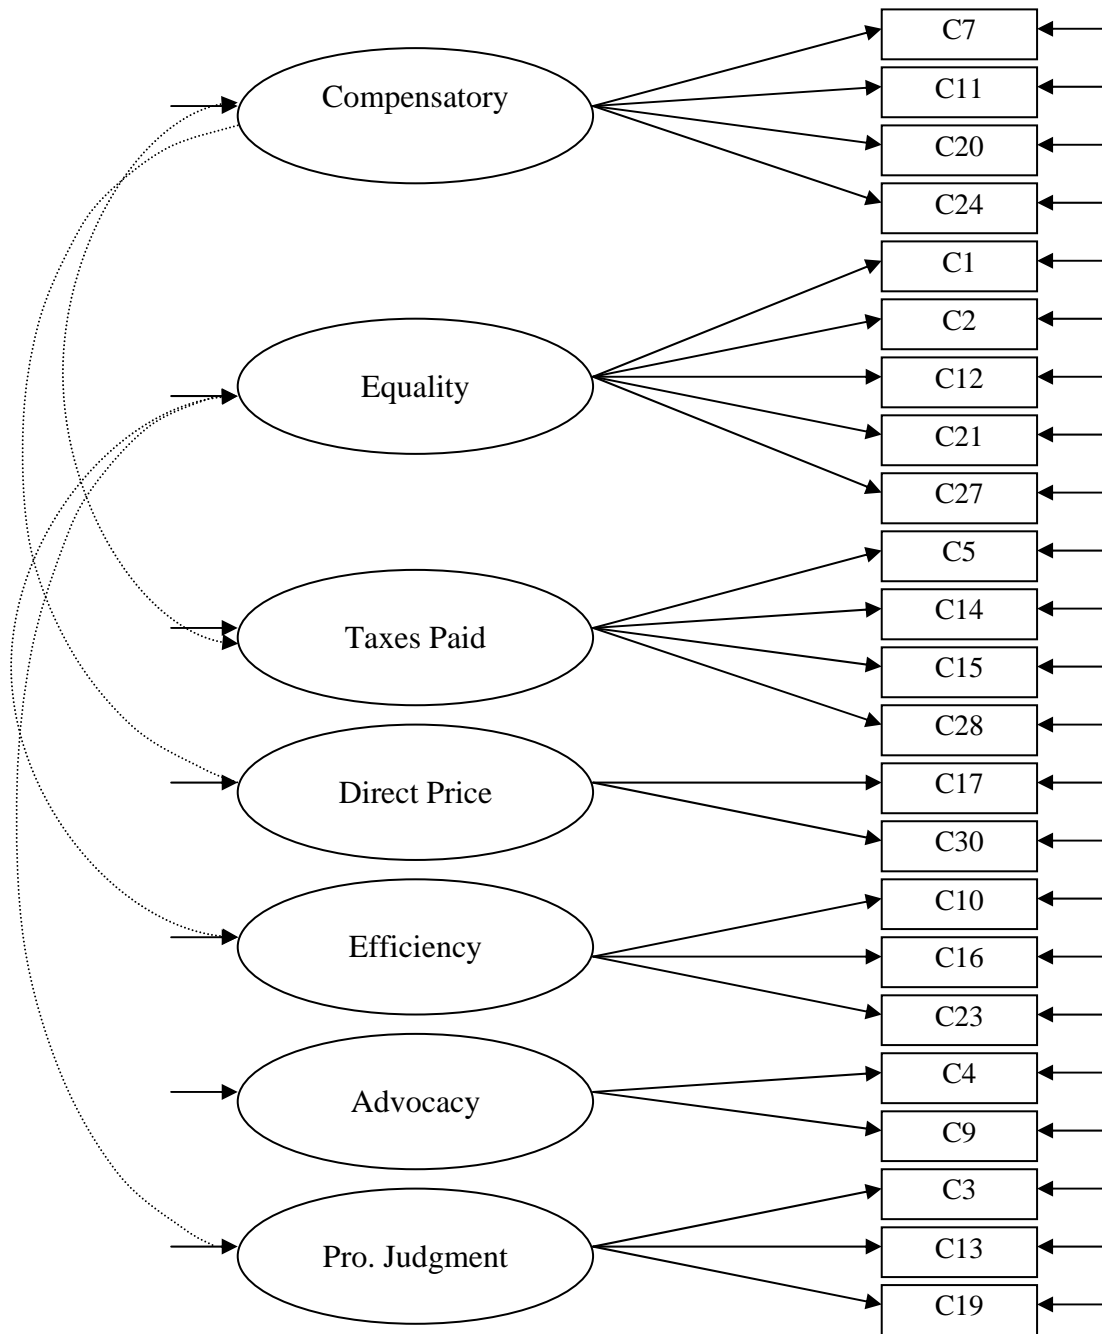 Compensatory
C7
C11
C20
C24
Equality
C1
C2
C12
C21
C27
Taxes Paid
C5
C14
C15
C28
Direct Price
C17
C30
Efficiency
C10
C16
C23
Advocacy
C4
C9
Pro. Judgment
C3
C13
C19